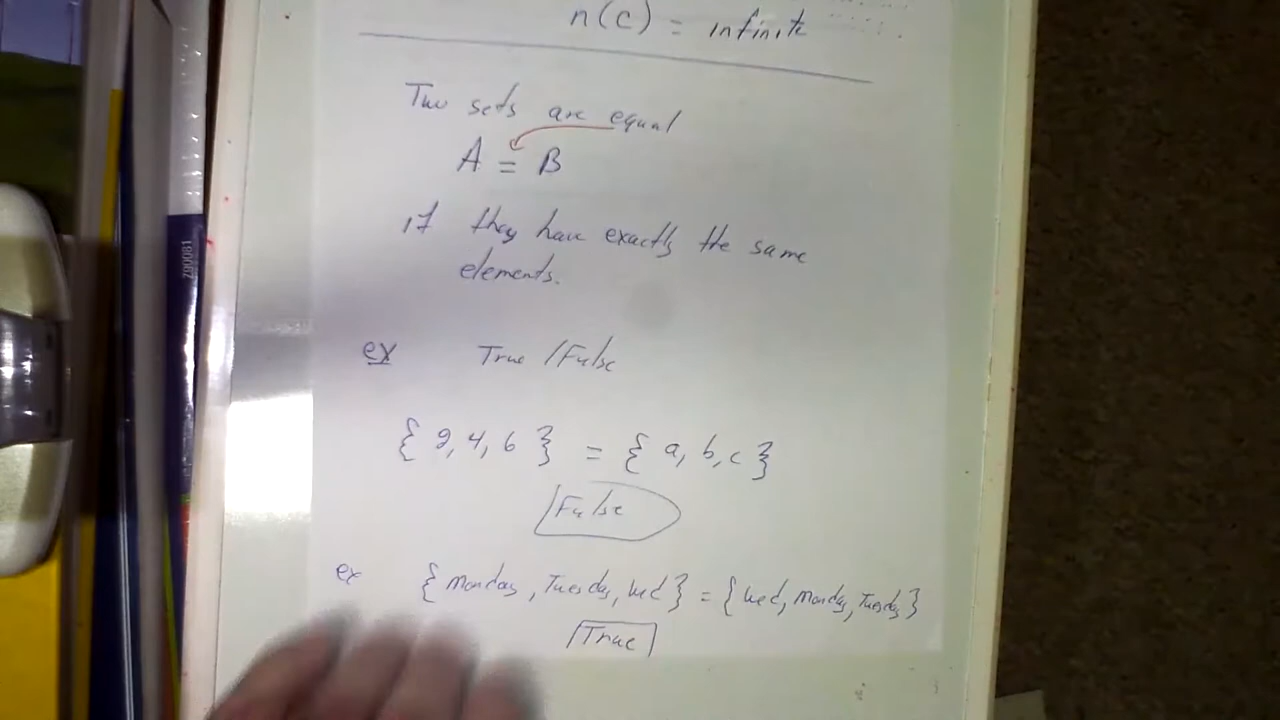 n(c) = infinite
Two sets are equal
A = B
if they have exactly the same
elements.
ex True / False
{ 2, 4, 6 } = { a, b, c }
False
ex { Monday, Tuesday, Wed } = { Wed, Monday, Tuesday }
True